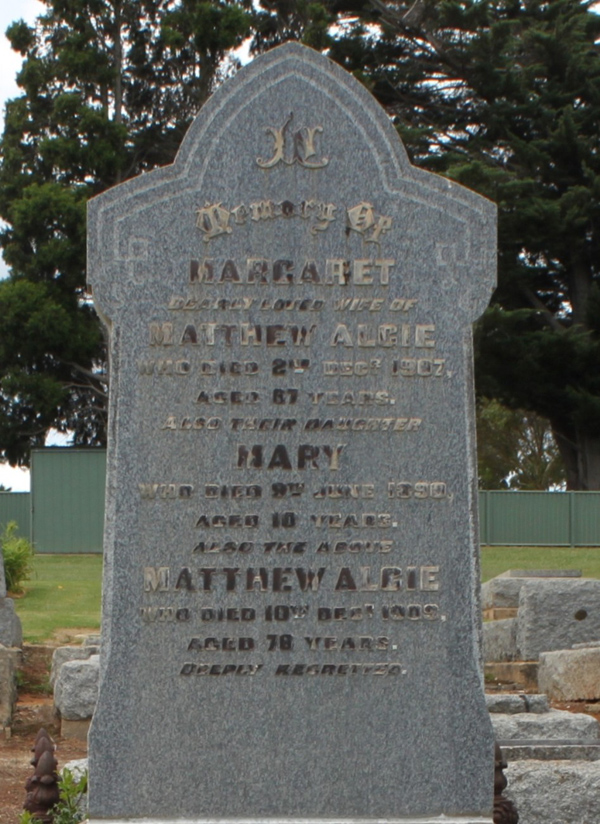 IN
Memory Of
MARGARET
DEARLY LOVED WIFE OF
MATTHEW ALGIE
WHO DIED 2ND DECR 1907,
AGED 67 YEARS.
ALSO THEIR DAUGHTER
MARY
WHO DIED 9TH JUNE 1890,
AGED 10 YEARS.
ALSO THE ABOVE
MATTHEW ALGIE
WHO DIED 10TH DECR 1909,
AGED 78 YEARS.
DEEPLY REGRETTED.